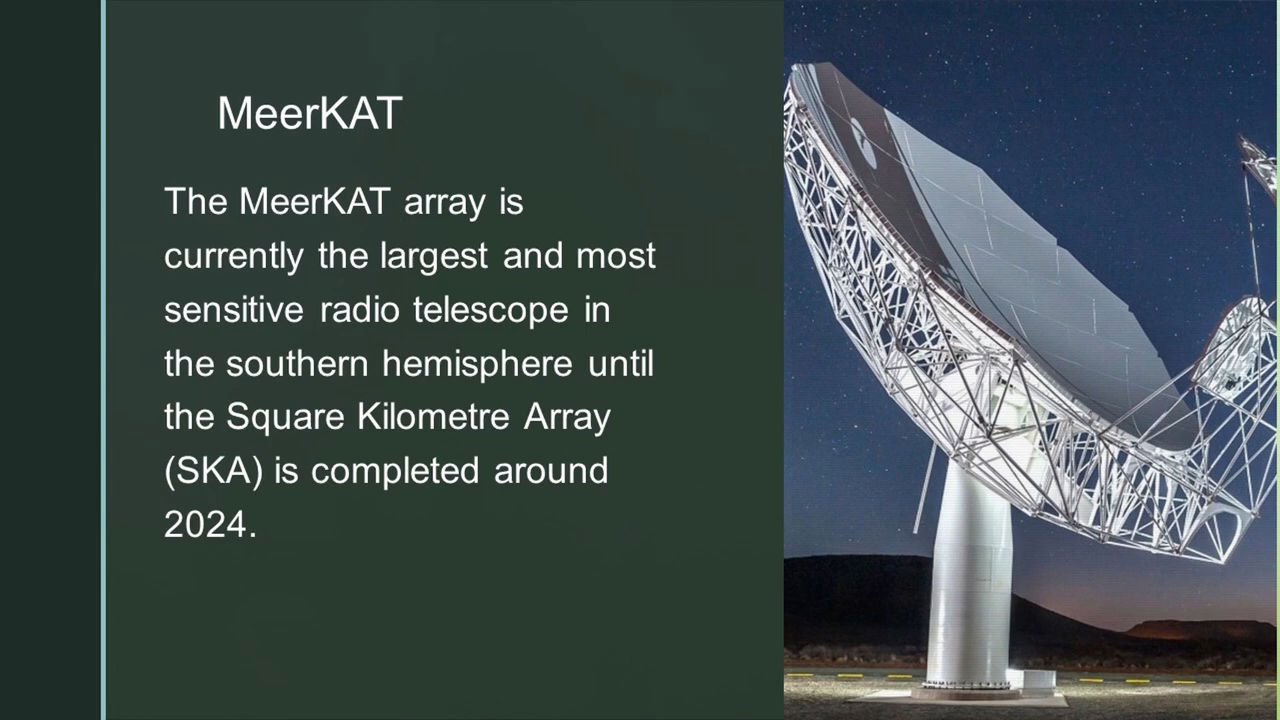 MeerKAT
The MeerKAT array is
currently the largest and most
sensitive radio telescope in
the southern hemisphere until
the Square Kilometre Array
(SKA) is completed around
2024.